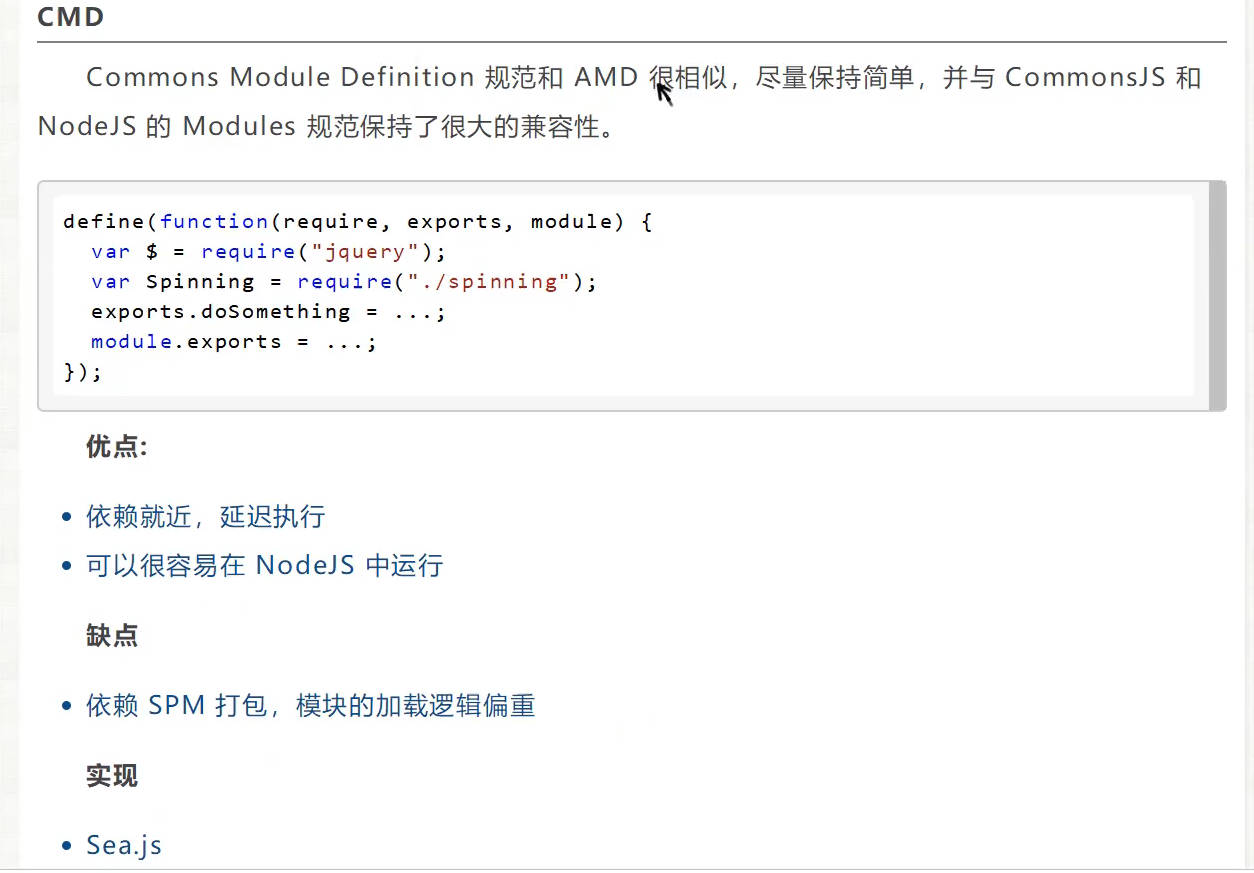 CMD
Commons Module Definition 规范和 AMD 很相似，尽量保持简单，并与 CommonsJS 和
NodeJS 的 Modules 规范保持了很大的兼容性。
define(function(require, exports, module) {
  var $ = require("jquery");
  var Spinning = require("./spinning");
  exports.doSomething = ...;
  module.exports = ...;
});
优点:
• 依赖就近，延迟执行
• 可以很容易在 NodeJS 中运行
缺点
• 依赖 SPM 打包，模块的加载逻辑偏重
实现
• Sea.js